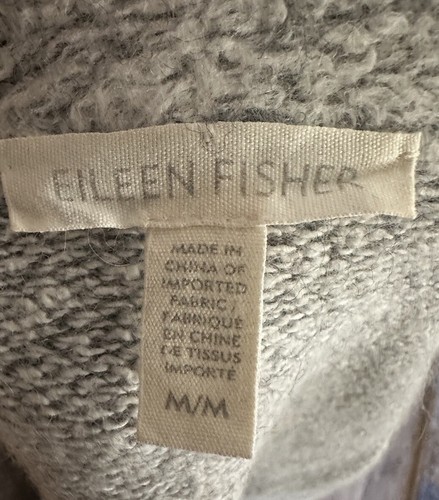 EILEEN FISHER
MADE IN
CHINA OF
IMPORTED
FABRIC /
FABRIQUÉ
EN CHINE
DE TISSUS
IMPORTÉ
M/M